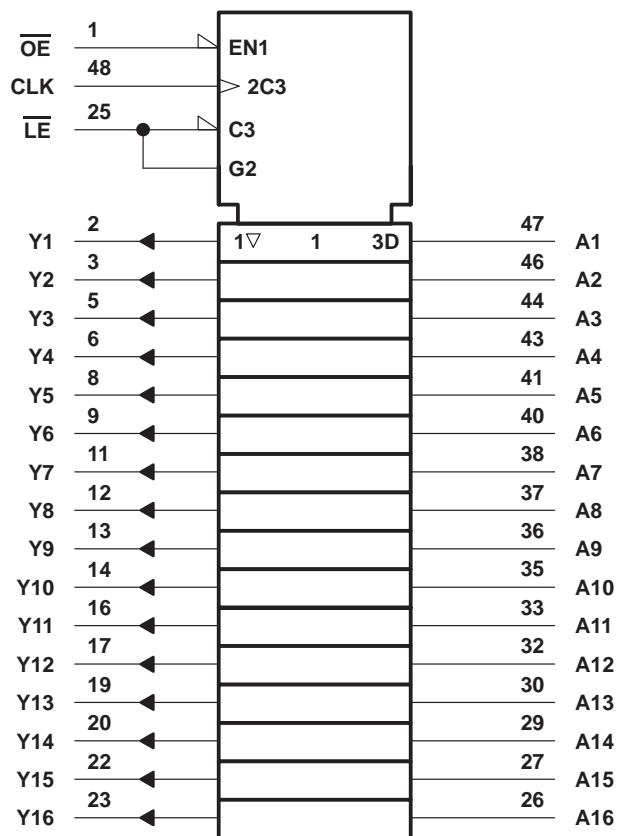 O̅E̅ 1 EN1
CLK 48 2C3
L̅E̅ 25 C3
G2
Y1 2 1▽ 1 3D 47 A1
Y2 3 46 A2
Y3 5 44 A3
Y4 6 43 A4
Y5 8 41 A5
Y6 9 40 A6
Y7 11 38 A7
Y8 12 37 A8
Y9 13 36 A9
Y10 14 35 A10
Y11 16 33 A11
Y12 17 32 A12
Y13 19 30 A13
Y14 20 29 A14
Y15 22 27 A15
Y16 23 26 A16